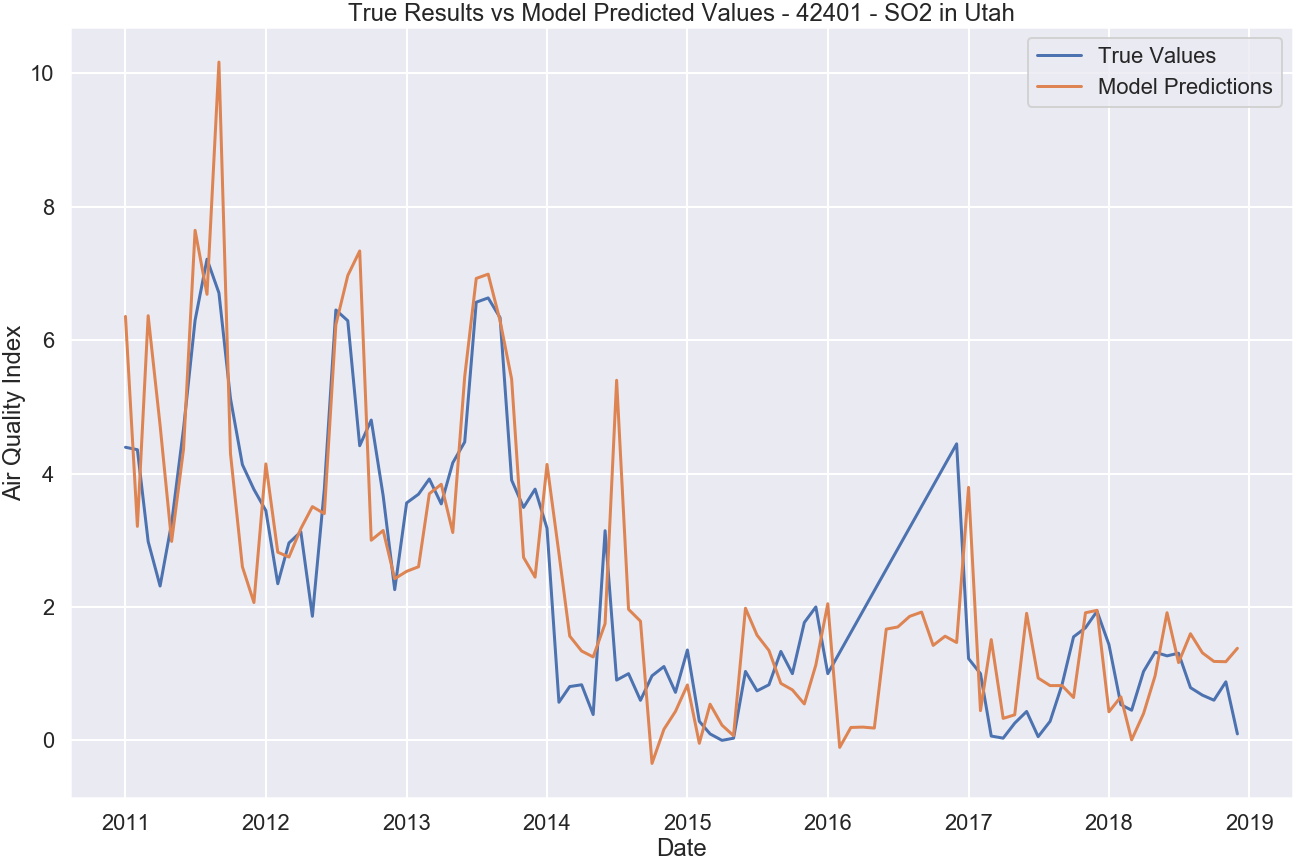 True Results vs Model Predicted Values - 42401 - SO2 in Utah
True Values
Model Predictions
Air Quality Index
10
8
6
4
2
0
2011 2012 2013 2014 2015 2016 2017 2018 2019
Date